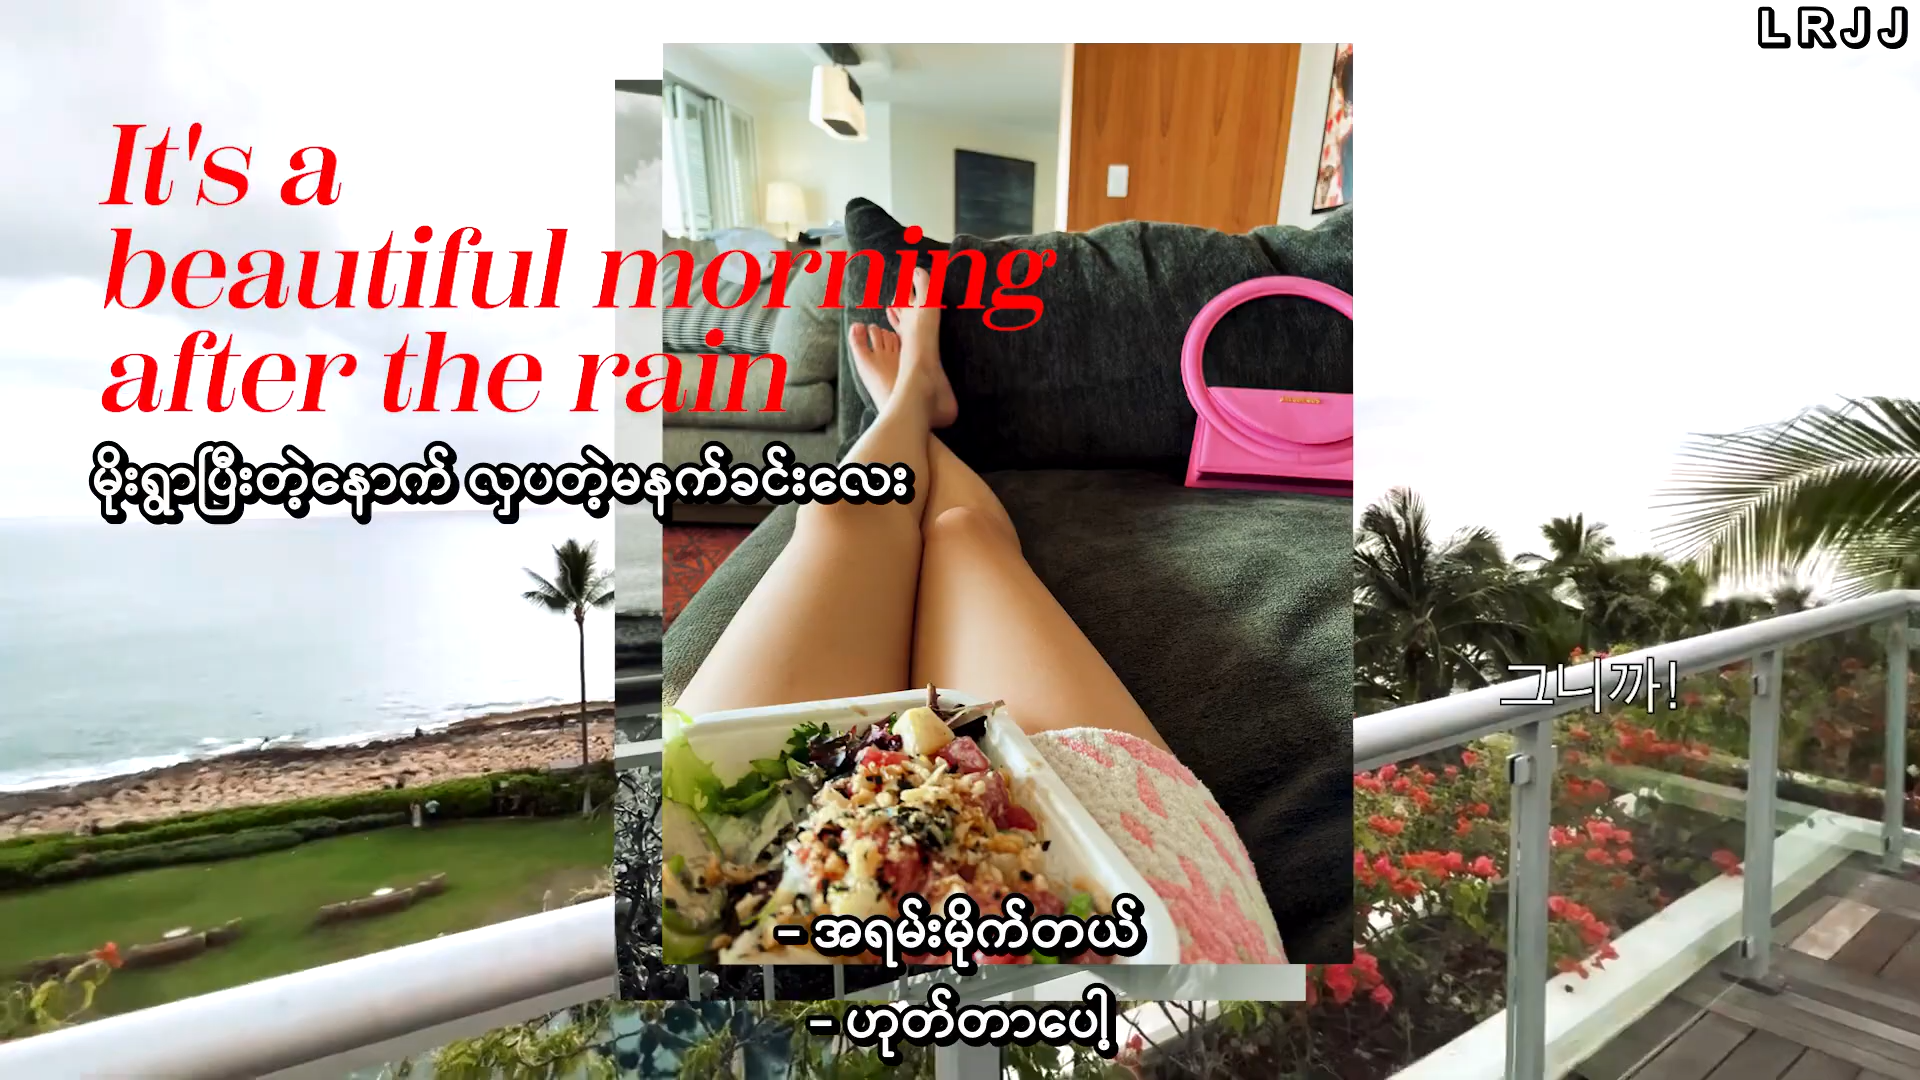 LRJJ
It's a
beautiful morning
after the rain
မိုးရွာပြီးတဲ့နောက် လှပတဲ့မနက်ခင်းလေး
그니까!
- အရမ်းမိုက်တယ်
- ဟုတ်တာပေါ့